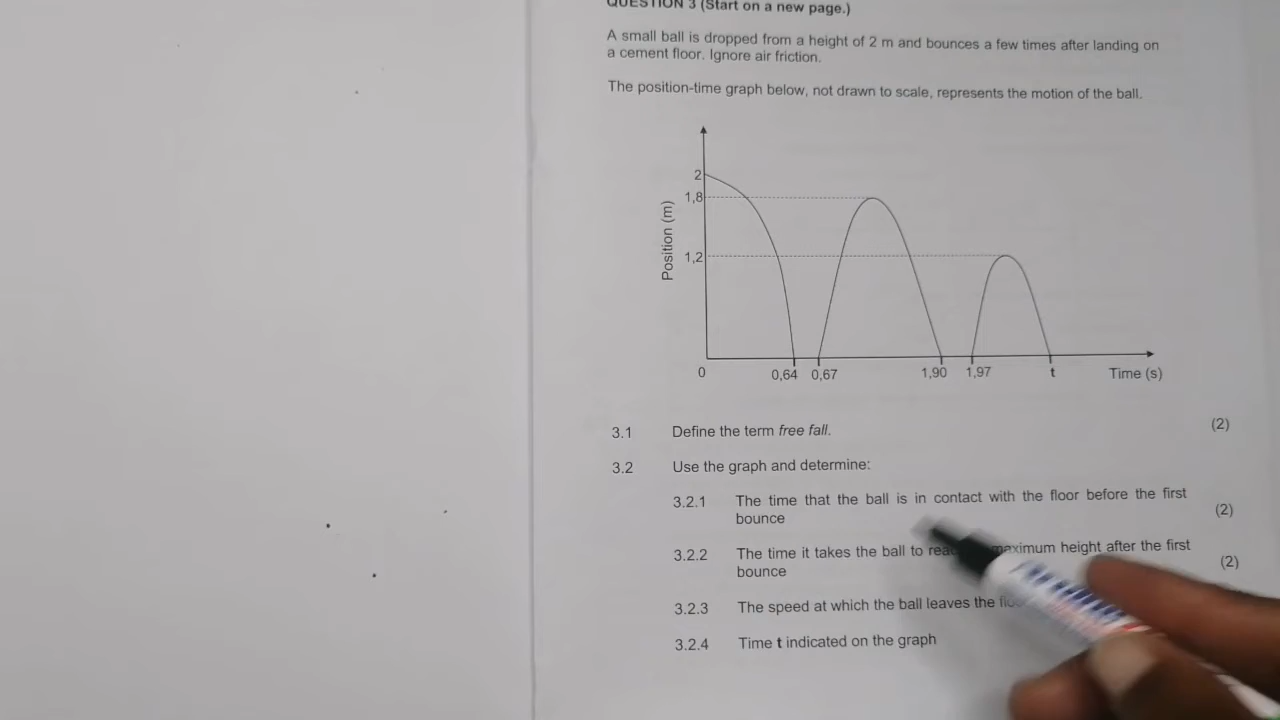 QUESTION 3 (Start on a new page.)
A small ball is dropped from a height of 2 m and bounces a few times after landing on
a cement floor. Ignore air friction.
The position-time graph below, not drawn to scale, represents the motion of the ball.
2
1,8
1,2
Position (m)
0
0,64
0,67
1,90
1,97
t
Time (s)
3.1 Define the term free fall. (2)
3.2 Use the graph and determine:
3.2.1 The time that the ball is in contact with the floor before the first
bounce (2)
3.2.2 The time it takes the ball to maximum height after the first
bounce (2)
3.2.3 The speed at which the ball leaves the
3.2.4 Time t indicated on the graph